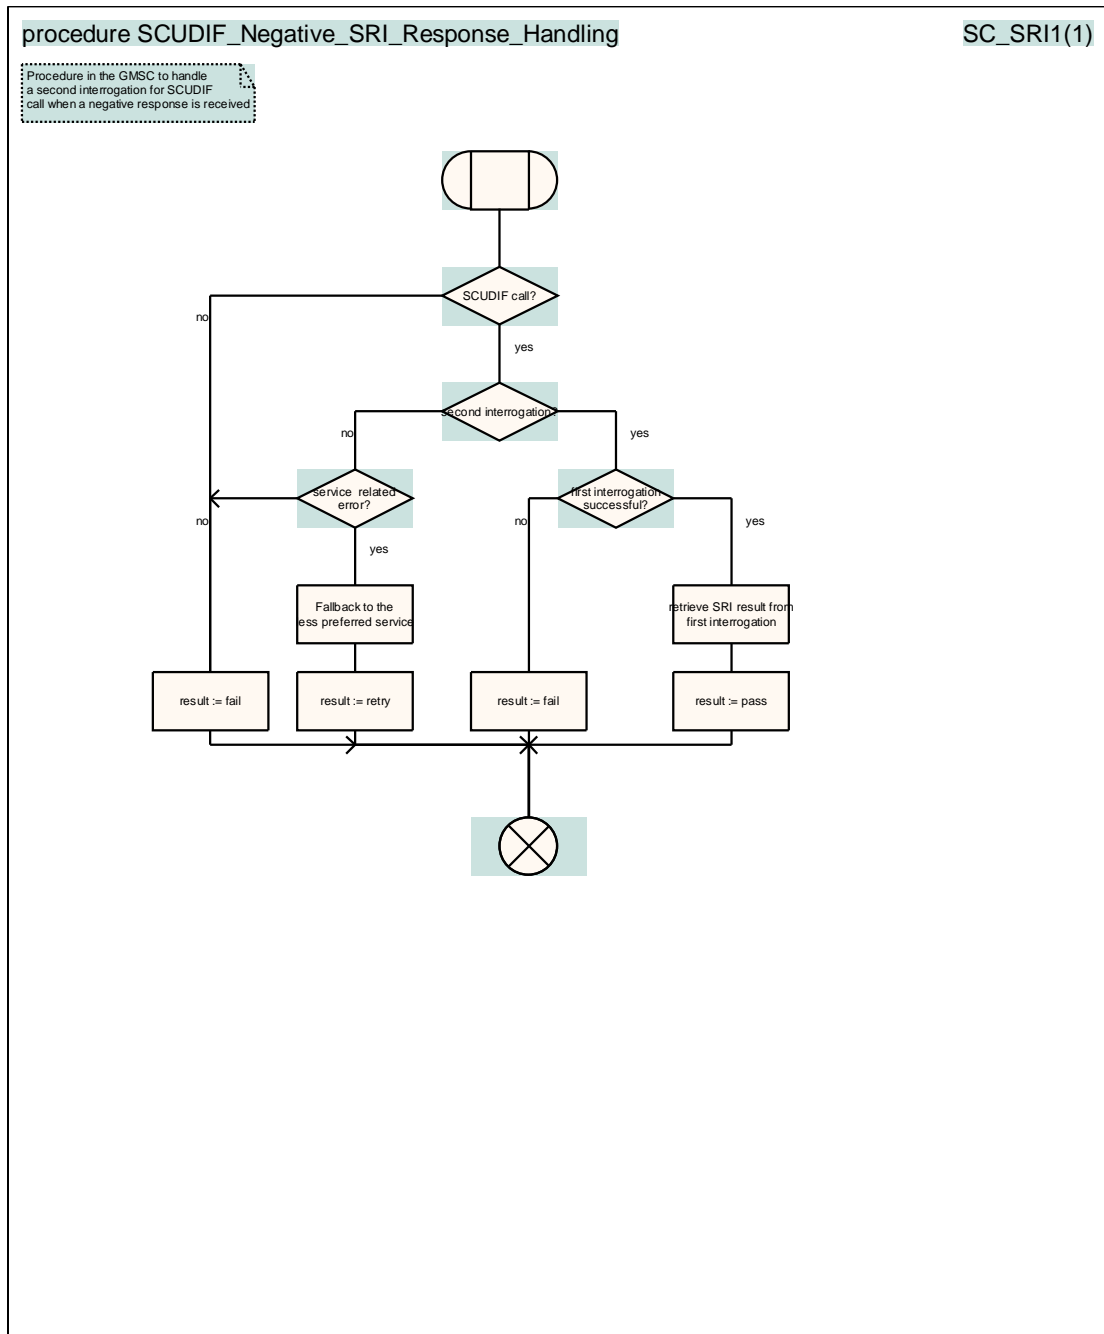 procedure SCUDIF_Negative_SRI_Response_Handling
SC_SRI1(1)
Procedure in the GMSC to handle
a second interrogation for SCUDIF
call when a negative response is received
SCUDIF call?
no
yes
second interrogation?
no
yes
service related
error?
first interrogation
successful?
no
yes
no
yes
Fallback to the
ess preferred service
retrieve SRI result from
first interrogation
result := fail
result := retry
result := fail
result := pass